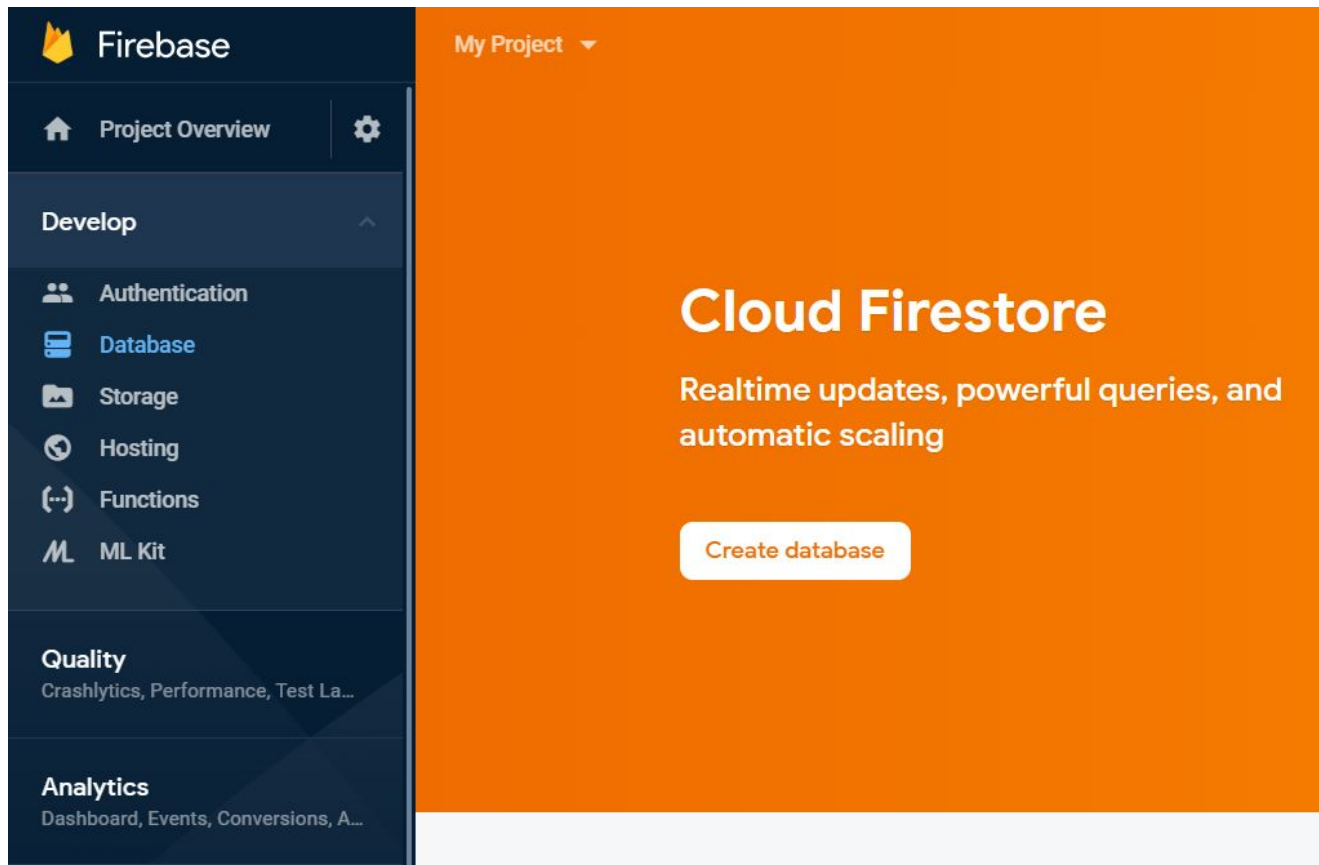 Firebase
My Project
Project Overview
Develop
Authentication
Database
Storage
Hosting
Functions
ML Kit
Quality
Crashlytics, Performance, Test La...
Analytics
Dashboard, Events, Conversions, A...
Cloud Firestore
Realtime updates, powerful queries, and
automatic scaling
Create database